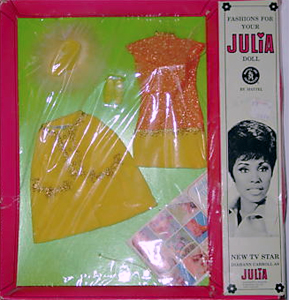 FASHIONS FOR
YOUR
JULIA
DOLL
BY MATTEL
NEW TV STAR
DIAHANN CARROLL AS
JULIA